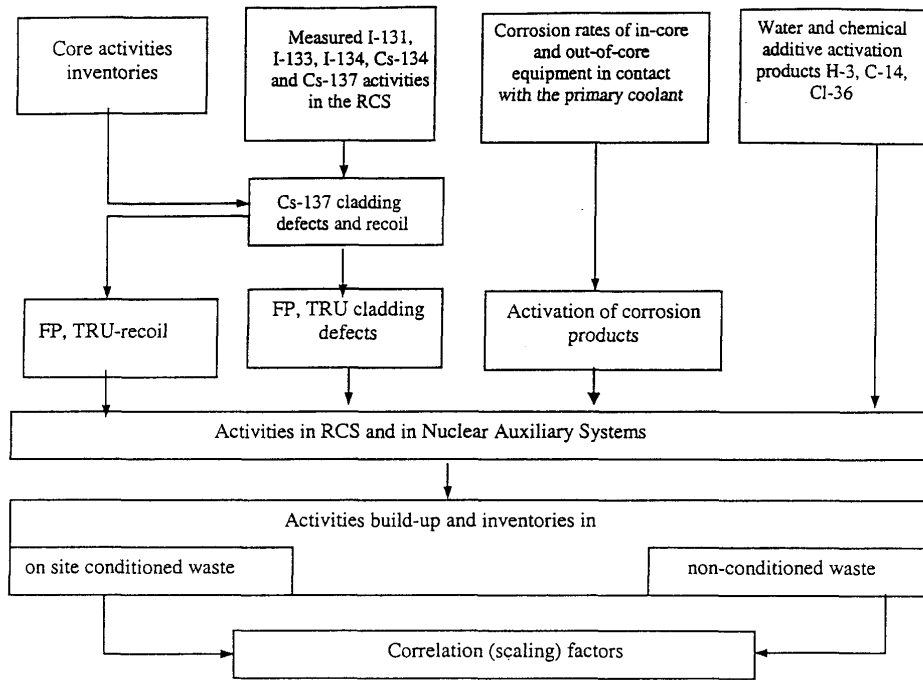 Core activities
inventories
Measured I-131,
I-133, I-134, Cs-134
and Cs-137 activities
in the RCS
Corrosion rates of in-core
and out-of-core
equipment in contact
with the primary coolant
Water and chemical
additive activation
products H-3, C-14,
Cl-36
Cs-137 cladding
defects and recoil
FP, TRU-recoil
FP, TRU cladding
defects
Activation of corrosion
products
Activities in RCS and in Nuclear Auxiliary Systems
Activities build-up and inventories in
on site conditioned waste
non-conditioned waste
Correlation (scaling) factors